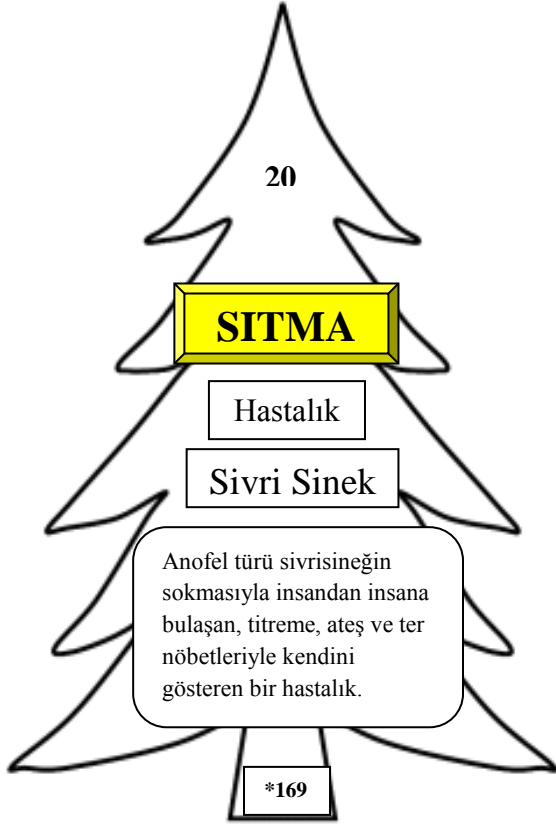 20
SITMA
Hastalık
Sivri Sinek
Anofel türü sivrisineğin
sokmasıyla insandan insana
bulaşan, titreme, ateş ve ter
nöbetleriyle kendini
gösteren bir hastalık.
*169